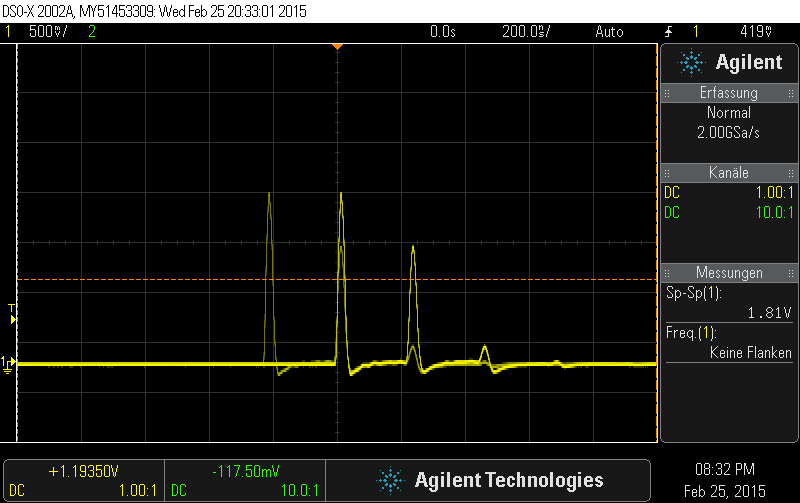 DSO-X 2002A, MY51453309: Wed Feb 25 20:33:01 2015
1 500V/ 2 0.0s 200.0s/ Auto 1 419V
Agilent
Erfassung
Normal
2.00GSa/s
Kanäle
DC 1.00:1
DC 10.0:1
Messungen
Sp-Sp(1):
1.81V
Freq.(1):
Keine Flanken
T
1
+1.19350V
DC 1.00:1
-117.50mV
DC 10.0:1
Agilent Technologies
08:32 PM
Feb 25, 2015